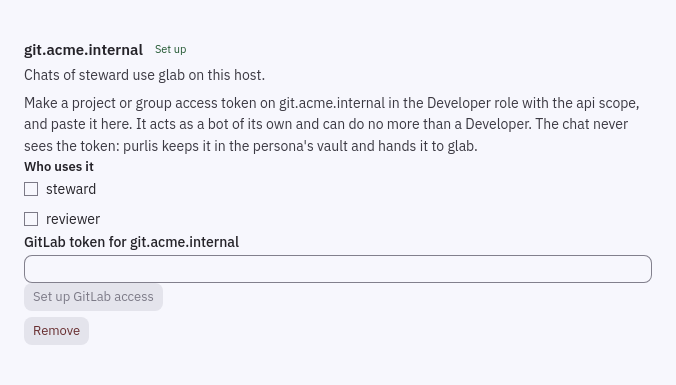 git.acme.internal Set up
Chats of steward use glab on this host.
Make a project or group access token on git.acme.internal in the Developer role with the api scope,
and paste it here. It acts as a bot of its own and can do no more than a Developer. The chat never
sees the token: purlis keeps it in the persona's vault and hands it to glab.
Who uses it
steward
reviewer
GitLab token for git.acme.internal
Set up GitLab access
Remove